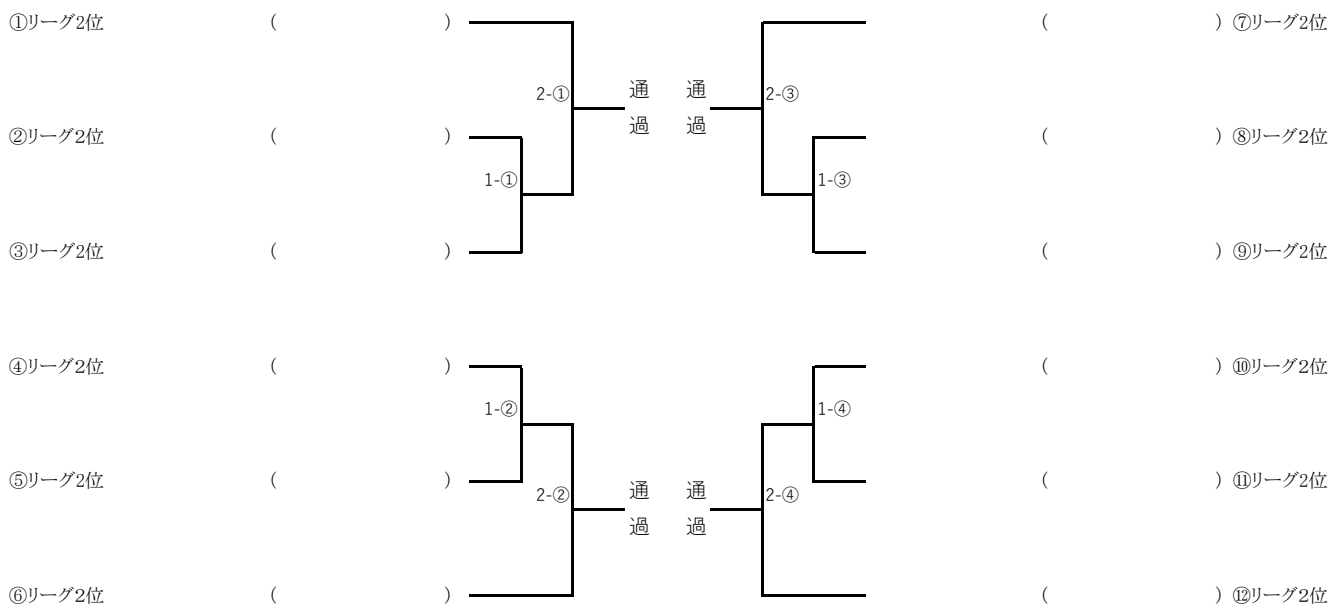 ①リーグ2位 ( ) ( ) ⑦リーグ2位
2-① 通過 通過 2-③
②リーグ2位 ( ) ( ) ⑧リーグ2位
1-① 1-③
③リーグ2位 ( ) ( ) ⑨リーグ2位
④リーグ2位 ( ) ( ) ⑩リーグ2位
1-② 1-④
⑤リーグ2位 ( ) ( ) ⑪リーグ2位
2-② 通過 通過 2-④
⑥リーグ2位 ( ) ( ) ⑫リーグ2位